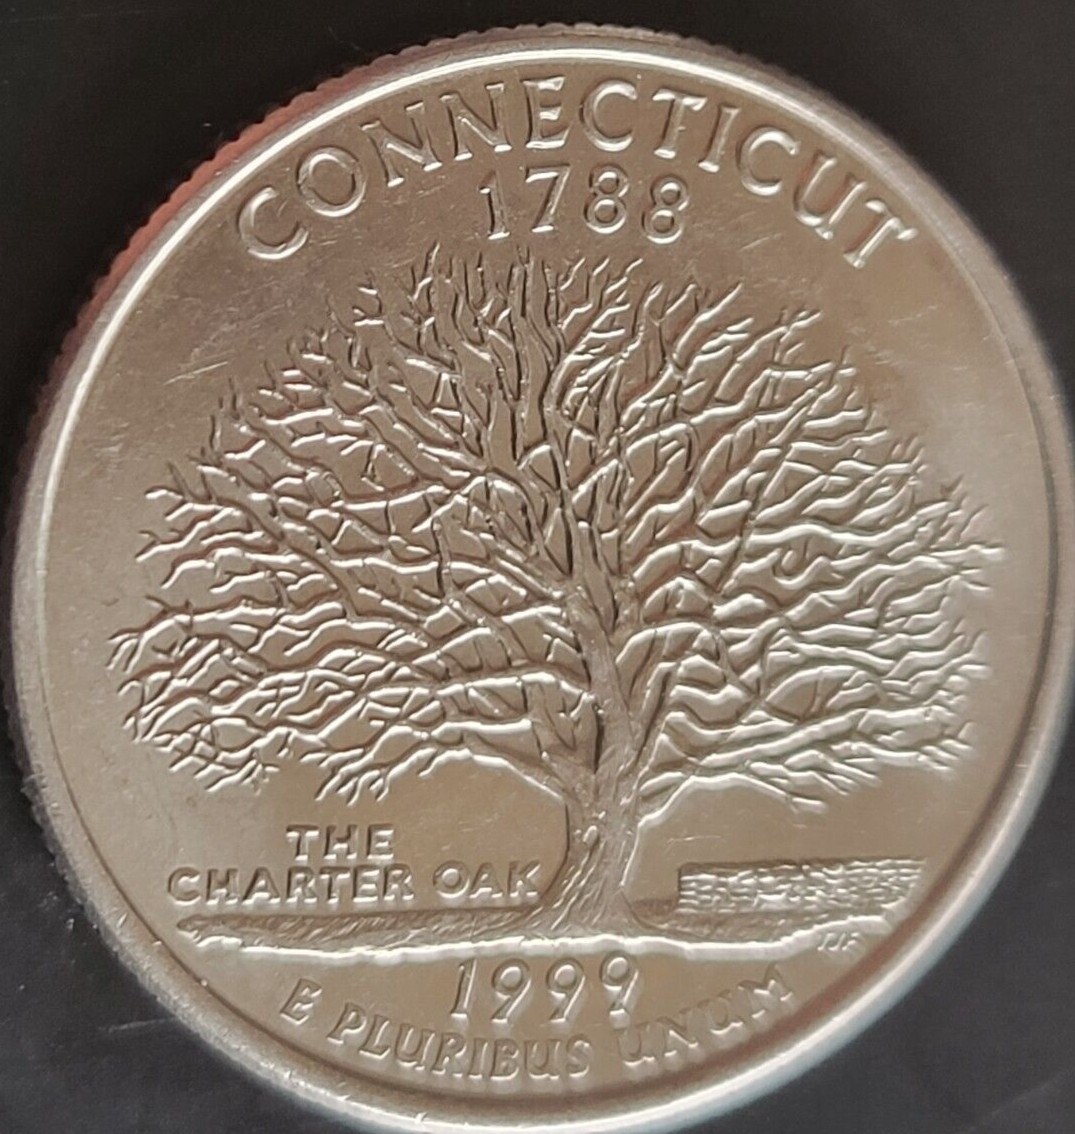 CONNECTICUT
1788
THE
CHARTER OAK
1999
E PLURIBUS UNUM